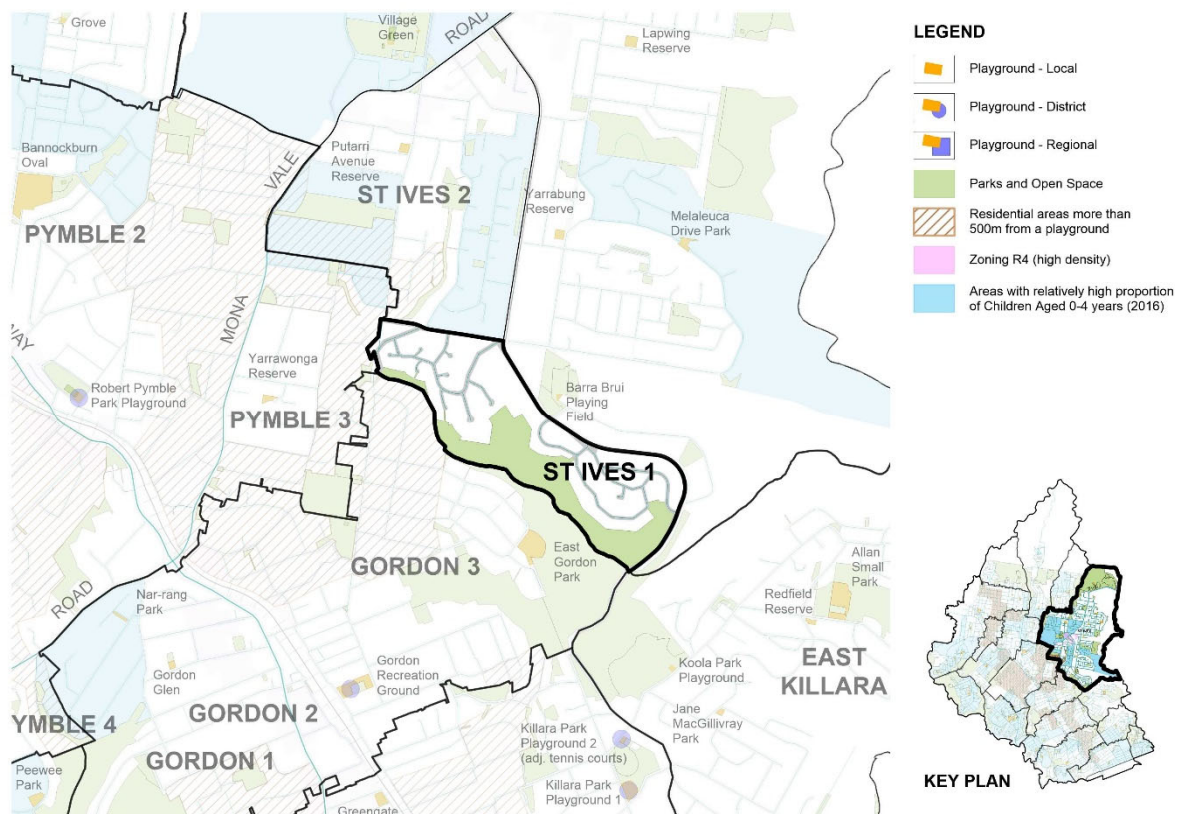 Grove
Village
Green
ROAD
Lapwing
Reserve
Bannockburn
Oval
VALE
Putarri
Avenue
Reserve
ST IVES 2
Yarrabung
Reserve
Melaleuca
Drive Park
PYMBLE 2
MONA
WAY
Yarrawonga
Reserve
Robert Pymble
Park Playground
PYMBLE 3
Barra Brui
Playing
Field
ST IVES 1
GORDON 3
East
Gordon
Park
Allan
Small
Park
Redfield
Reserve
ROAD
Nar-rang
Park
Gordon
Glen
Gordon
Recreation
Ground
Koola Park
Playground
EAST
KILLARA
YMBLE 4
GORDON 2
Jane
MacGillivray
Park
Killara Park
Playground 2
(adj. tennis courts)
GORDON 1
Peewee
Park
Killara Park
Playground 1
Greengate
LEGEND
Playground - Local
Playground - District
Playground - Regional
Parks and Open Space
Residential areas more than
500m from a playground
Zoning R4 (high density)
Areas with relatively high proportion
of Children Aged 0-4 years (2016)
KEY PLAN